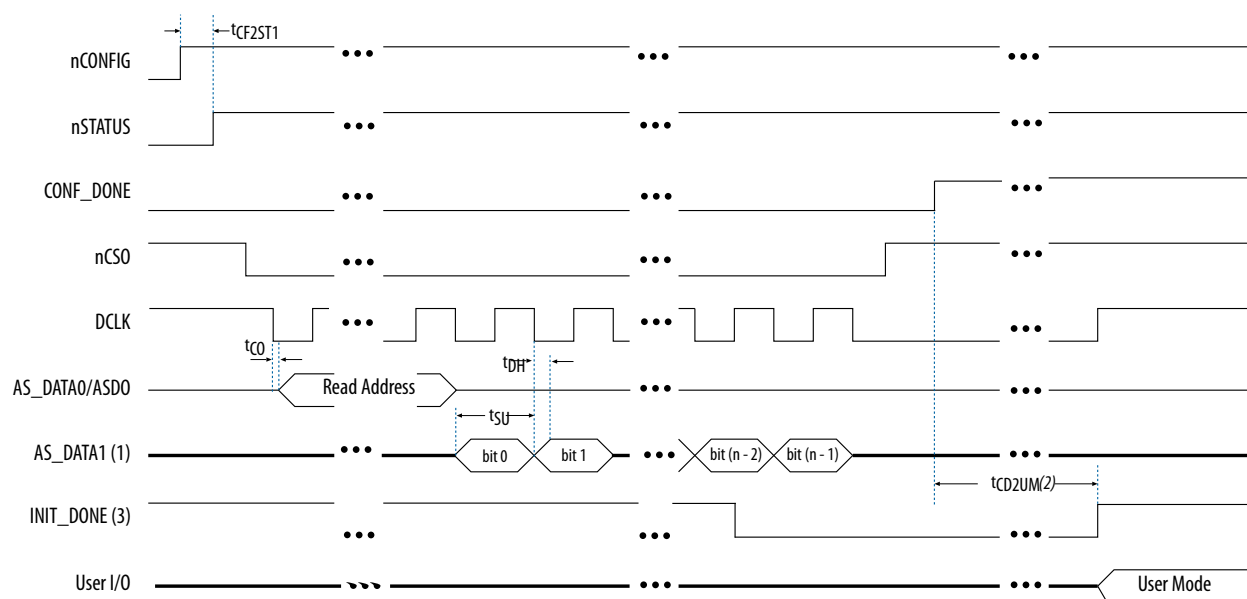 tCF2ST1
nCONFIG
nSTATUS
CONF_DONE
nCSO
DCLK
tCO
tDH
AS_DATA0/ASDO
Read Address
tSU
AS_DATA1 (1)
bit 0
bit 1
bit (n - 2)
bit (n - 1)
tCD2UM(2)
INIT_DONE (3)
User I/O
User Mode